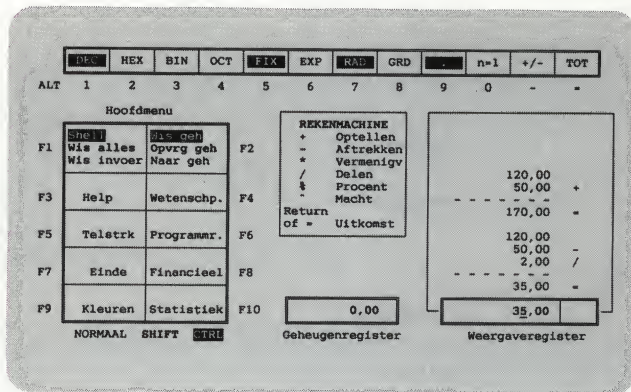 DEC HEX BIN OCT FIX EXP RAD GRD . n=1 +/- TOT
ALT 1 2 3 4 5 6 7 8 9 0 - =
Hoofdmenu
F1 Shell Wis geh F2
Wis alles Opvrg geh
Wis invoer Naar geh
F3 Help Wetenschp. F4
F5 Telstrk Programmr. F6
F7 Einde Financieel F8
F9 Kleuren Statistiek F10
NORMAAL SHIFT CTRL
REKENMACHINE
+ Optellen
- Aftrekken
* Vermenigv
/ Delen
% Procent
^ Macht
Return
of = Uitkomst
0,00
Geheugenregister
120,00
50,00 +
- - - - - - -
170,00 =
120,00
50,00 -
2,00 /
- - - - - - -
35,00 =
35,00
Weergaveregister